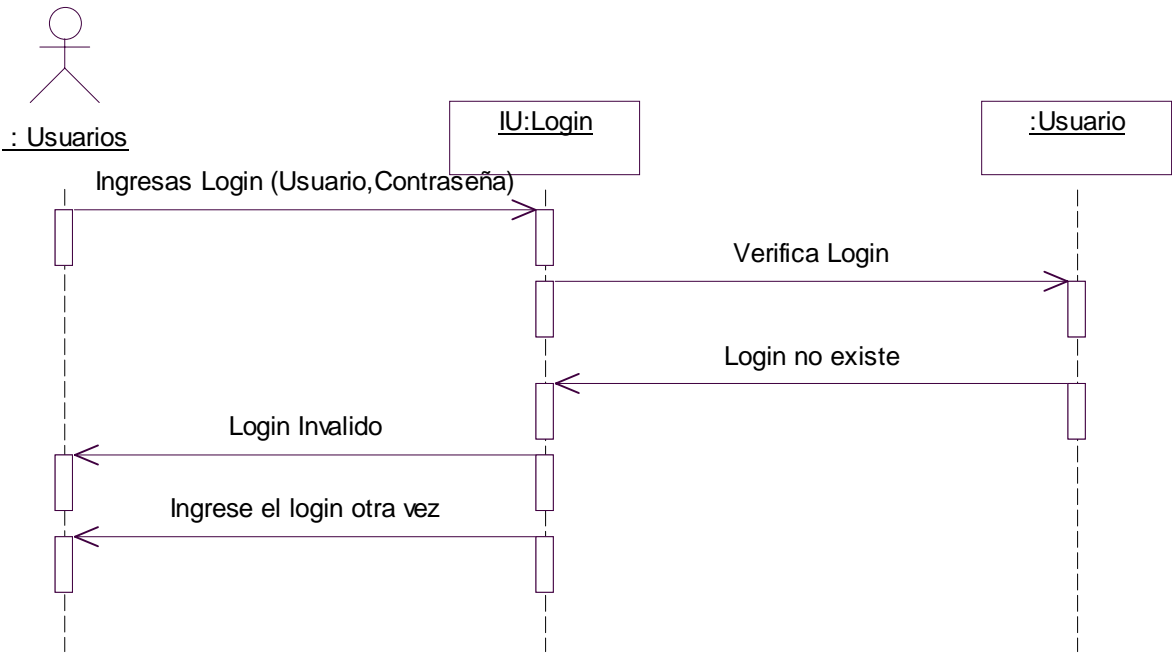 : Usuarios
IU:Login
:Usuario
Ingresas Login (Usuario,Contraseña)
Verifica Login
Login no existe
Login Invalido
Ingrese el login otra vez